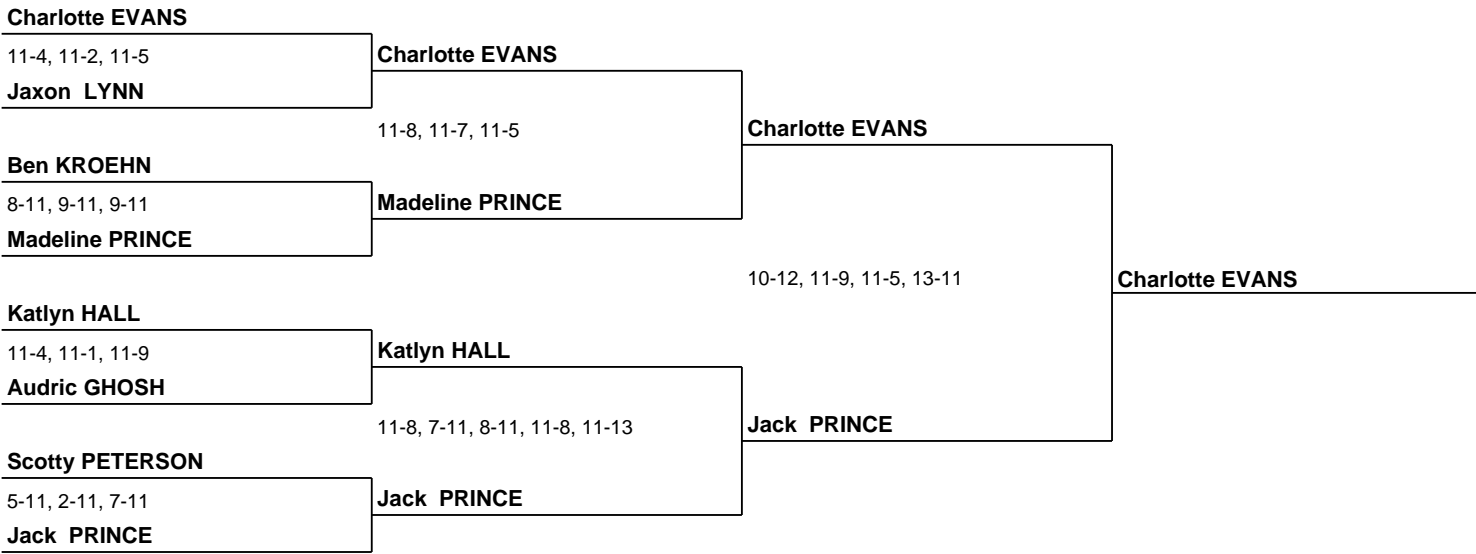 Charlotte EVANS
11-4, 11-2, 11-5
Charlotte EVANS
Jaxon  LYNN
11-8, 11-7, 11-5
Charlotte EVANS
Ben KROEHN
8-11, 9-11, 9-11
Madeline PRINCE
Madeline PRINCE
10-12, 11-9, 11-5, 13-11
Charlotte EVANS
Katlyn HALL
11-4, 11-1, 11-9
Katlyn HALL
Audric GHOSH
11-8, 7-11, 8-11, 11-8, 11-13
Jack  PRINCE
Scotty PETERSON
5-11, 2-11, 7-11
Jack  PRINCE
Jack  PRINCE